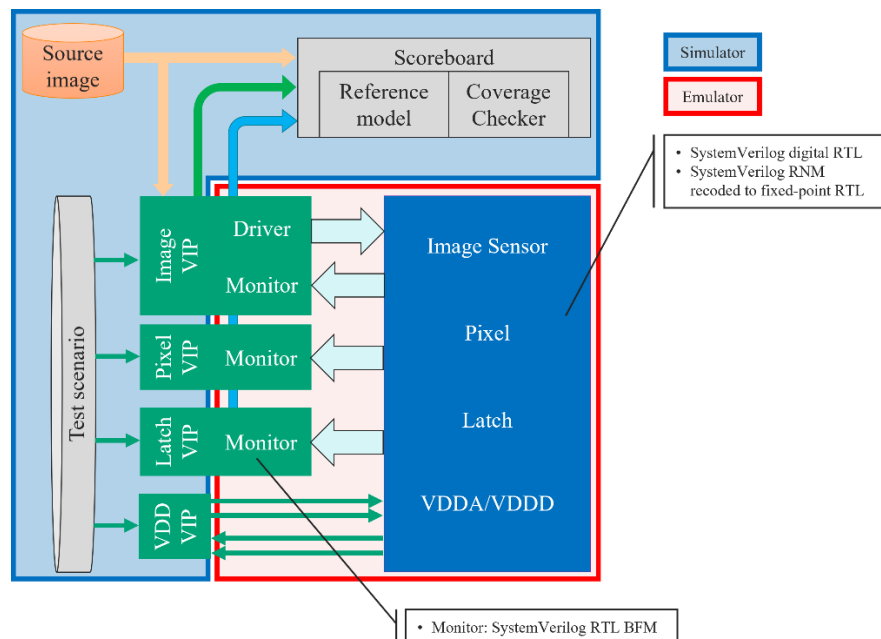 Source
image
Scoreboard
Reference
model
Coverage
Checker
Simulator
Emulator
• SystemVerilog digital RTL
• SystemVerilog RNM
recoded to fixed-point RTL
Test scenario
Image
VIP
Driver
Monitor
Image Sensor
Pixel
VIP
Monitor
Pixel
Latch
VIP
Monitor
Latch
VDD
VIP
VDDA/VDDD
• Monitor: SystemVerilog RTL BFM